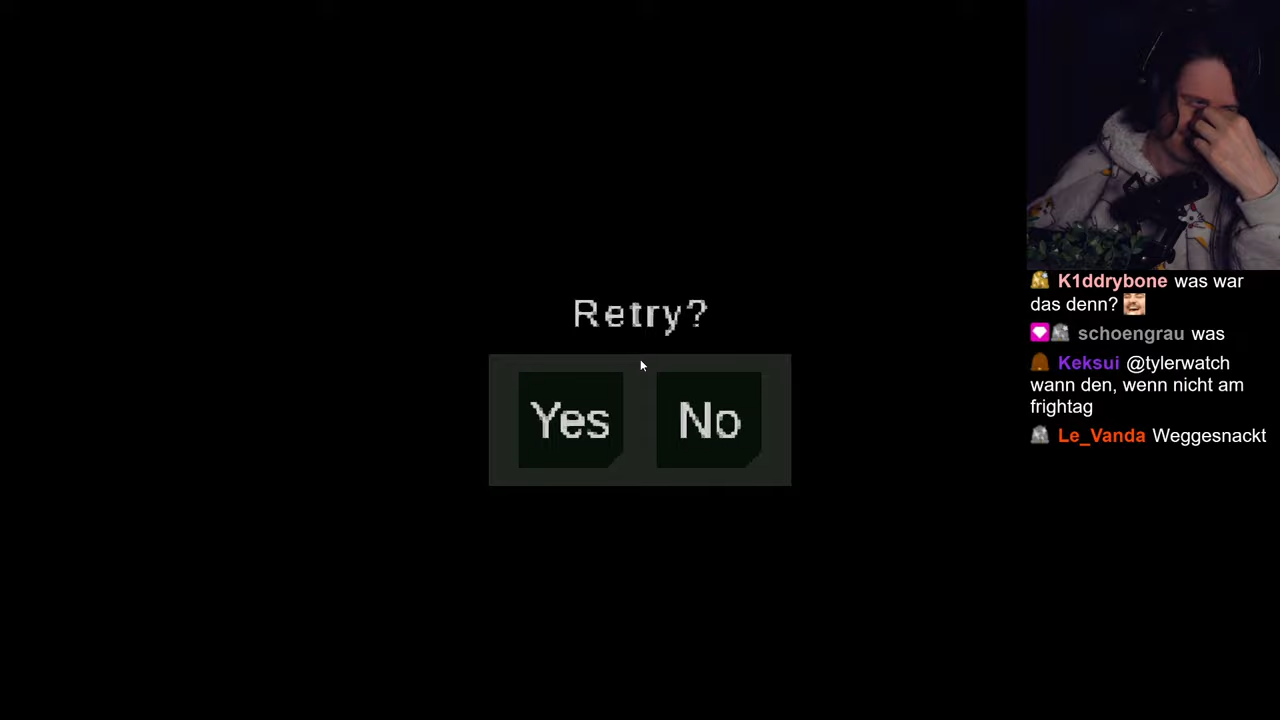 Retry?
Yes No
K1ddrybone was war
das denn?
schoengrau was
Keksui @tylerwatch
wann den, wenn nicht am
frightag
Le_Vanda Weggesnackt